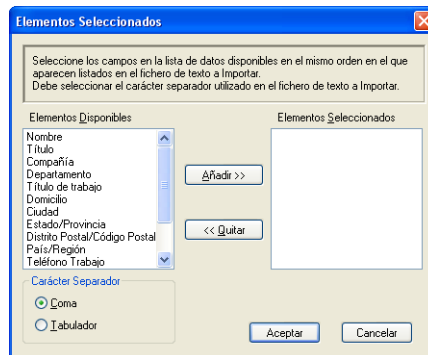 Elementos Seleccionados
Seleccione los campos en la lista de datos disponibles en el mismo orden en el que
aparecen listados en el fichero de texto a Importar.
Debe seleccionar el carácter separador utilizado en el fichero de texto a Importar.
Elementos Disponibles
Elementos Seleccionados
Nombre
Título
Compañía
Departamento
Título de trabajo
Domicilio
Ciudad
Estado/Provincia
Distrito Postal/Código Postal
País/Región
Teléfono Trabajo
Añadir >>
<< Quitar
Carácter Separador
Coma
Tabulador
Aceptar
Cancelar